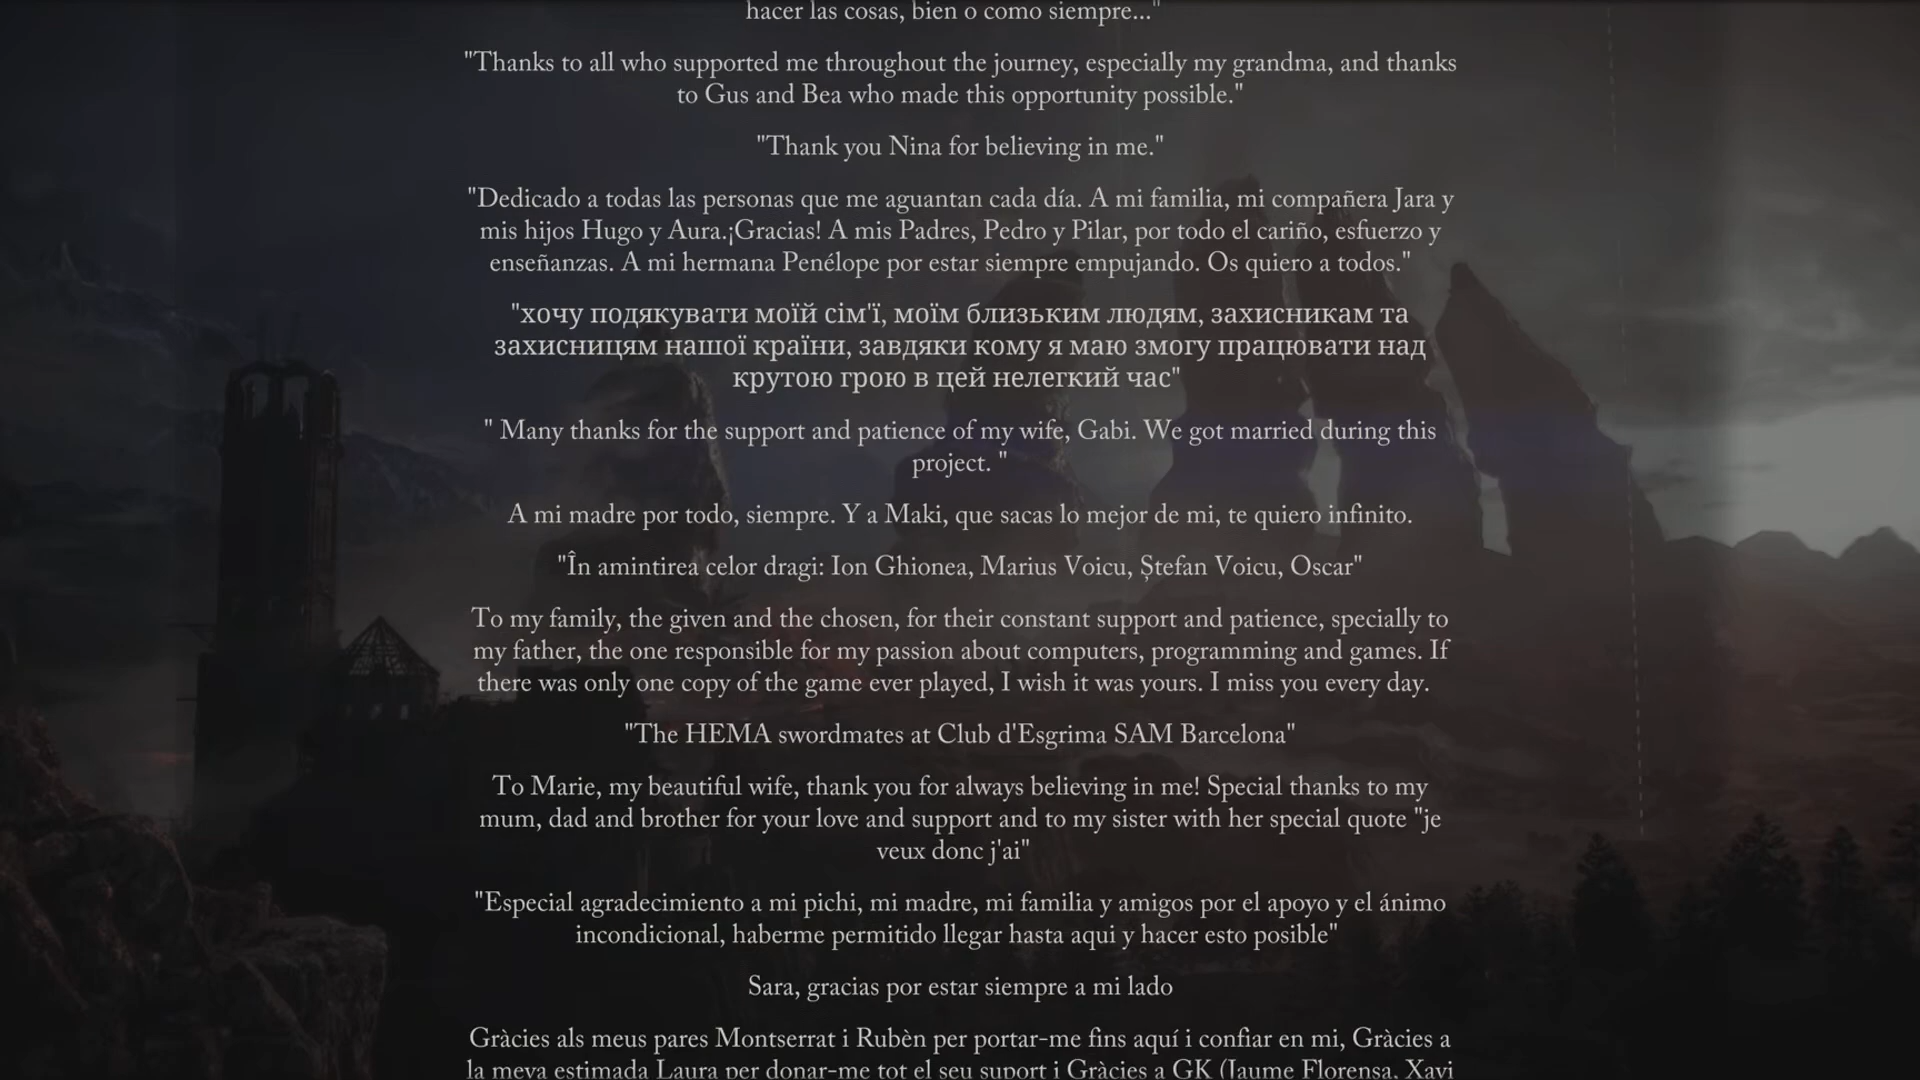 hacer las cosas, bien o como siempre..."
"Thanks to all who supported me throughout the journey, especially my grandma, and thanks
to Gus and Bea who made this opportunity possible."
"Thank you Nina for believing in me."
"Dedicado a todas las personas que me aguantan cada día. A mi familia, mi compañera Jara y
mis hijos Hugo y Aura.¡Gracias! A mis Padres, Pedro y Pilar, por todo el cariño, esfuerzo y
enseñanzas. A mi hermana Penélope por estar siempre empujando. Os quiero a todos."
"хочу подякувати моїй сім'ї, моїм близьким людям, захисникам та
захисницям нашої країни, завдяки кому я маю змогу працювати над
крутою грою в цей нелегкий час"
" Many thanks for the support and patience of my wife, Gabi. We got married during this
project. "
A mi madre por todo, siempre. Y a Maki, que sacas lo mejor de mi, te quiero infinito.
"În amintirea celor dragi: Ion Ghionea, Marius Voicu, Ștefan Voicu, Oscar"
To my family, the given and the chosen, for their constant support and patience, specially to
my father, the one responsible for my passion about computers, programming and games. If
there was only one copy of the game ever played, I wish it was yours. I miss you every day.
"The HEMA swordmates at Club d'Esgrima SAM Barcelona"
To Marie, my beautiful wife, thank you for always believing in me! Special thanks to my
mum, dad and brother for your love and support and to my sister with her special quote "je
veux donc j'ai"
"Especial agradecimiento a mi pichi, mi madre, mi familia y amigos por el apoyo y el ánimo
incondicional, haberme permitido llegar hasta aqui y hacer esto posible"
Sara, gracias por estar siempre a mi lado
Gràcies als meus pares Montserrat i Rubèn per portar-me fins aquí i confiar en mi, Gràcies a
la meva estimada Laura per donar-me tot el seu suport i Gràcies a GK (Jaume Florensa, Xavi